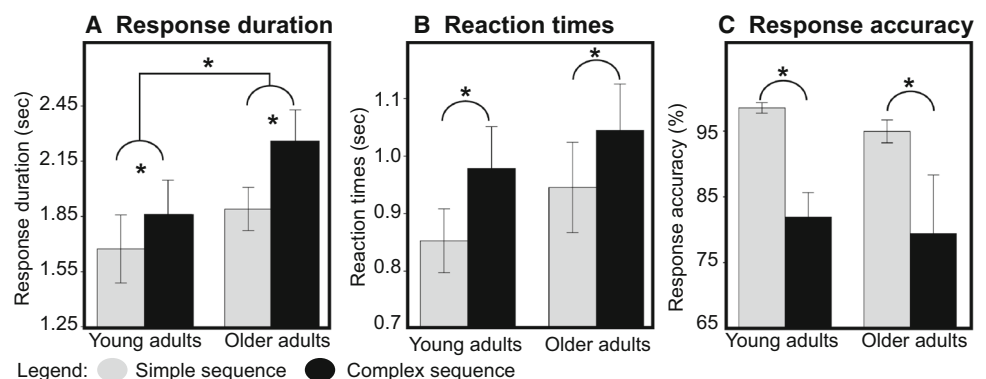 A Response duration
B Reaction times
C Response accuracy
Response duration (sec)
2.45
2.15
1.85
1.55
1.25
*
*
*
Young adults
Older adults
Reaction times (sec)
1.1
1.0
0.9
0.8
0.7
*
*
Young adults
Older adults
Response accuracy (%)
95
85
75
65
*
*
Young adults
Older adults
Legend: Simple sequence Complex sequence